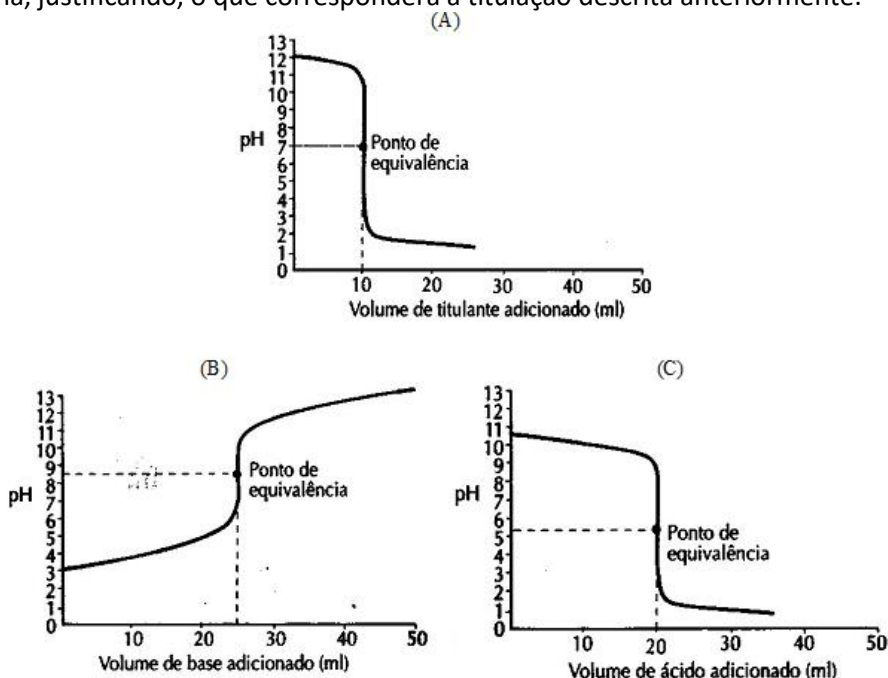 ia, justificando, o que corresponderá à titulação descrita anteriormente.
(A)
13
12
11
10
9
8
7
6
5
4
3
2
1
0
pH
Ponto de
equivalência
10 20 30 40 50
Volume de titulante adicionado (ml)
(B)
13
12
11
10
9
8
7
6
5
4
3
2
1
0
pH
Ponto de
equivalência
10 20 30 40 50
Volume de base adicionado (ml)
(C)
13
12
11
10
9
8
7
6
5
4
3
2
1
0
pH
Ponto de
equivalência
10 20 30 40 50
Volume de ácido adicionado (ml)